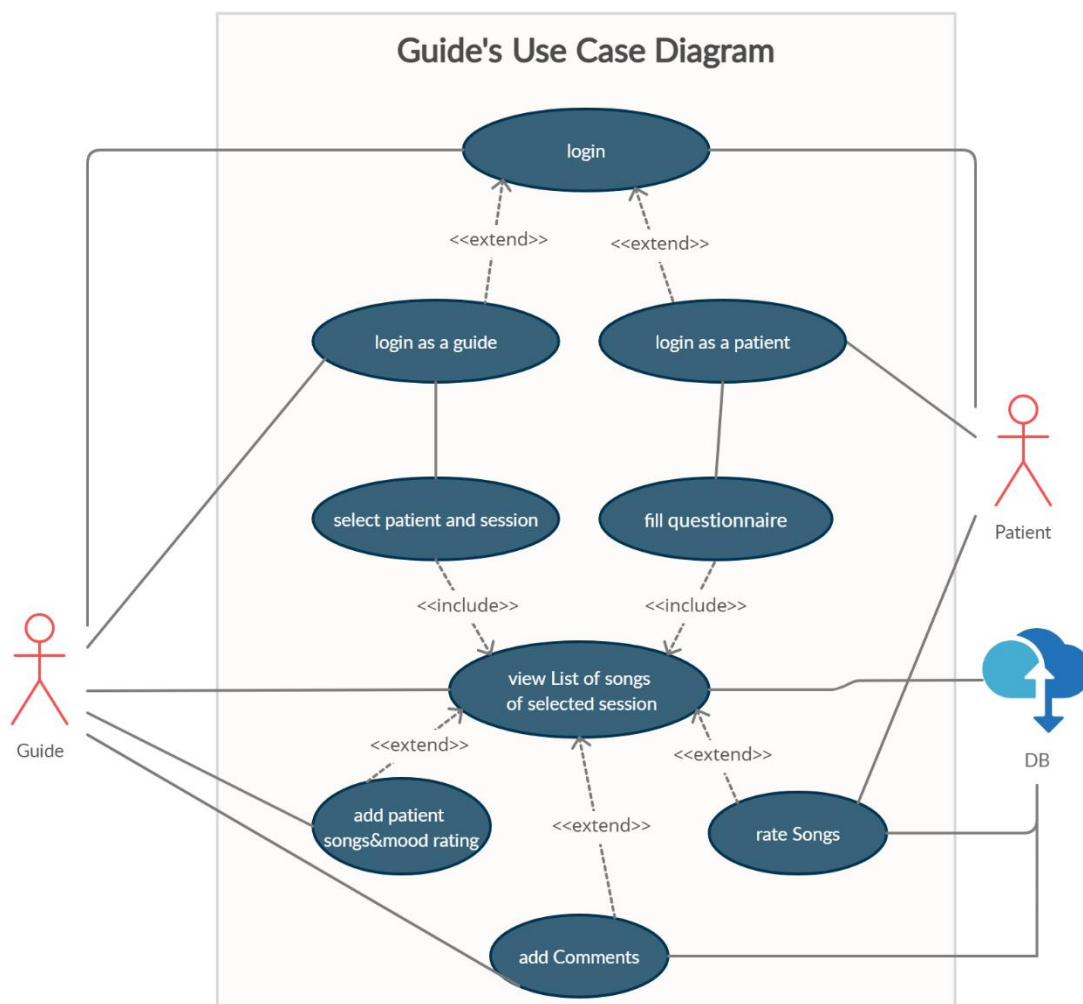 Guide's Use Case Diagram
login
<<extend>>
<<extend>>
login as a guide
login as a patient
select patient and session
fill questionnaire
Patient
<<include>>
<<include>>
view List of songs
of selected session
Guide
<<extend>>
<<extend>>
DB
add patient
songs&mood rating
<<extend>>
rate Songs
add Comments